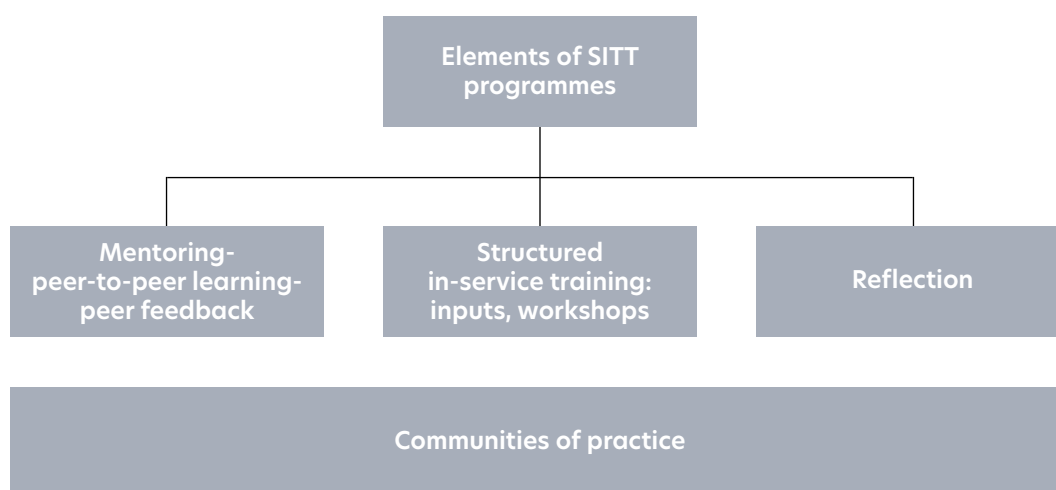 Elements of SITT
programmes
Mentoring-
peer-to-peer learning-
peer feedback
Structured
in-service training:
inputs, workshops
Reflection
Communities of practice